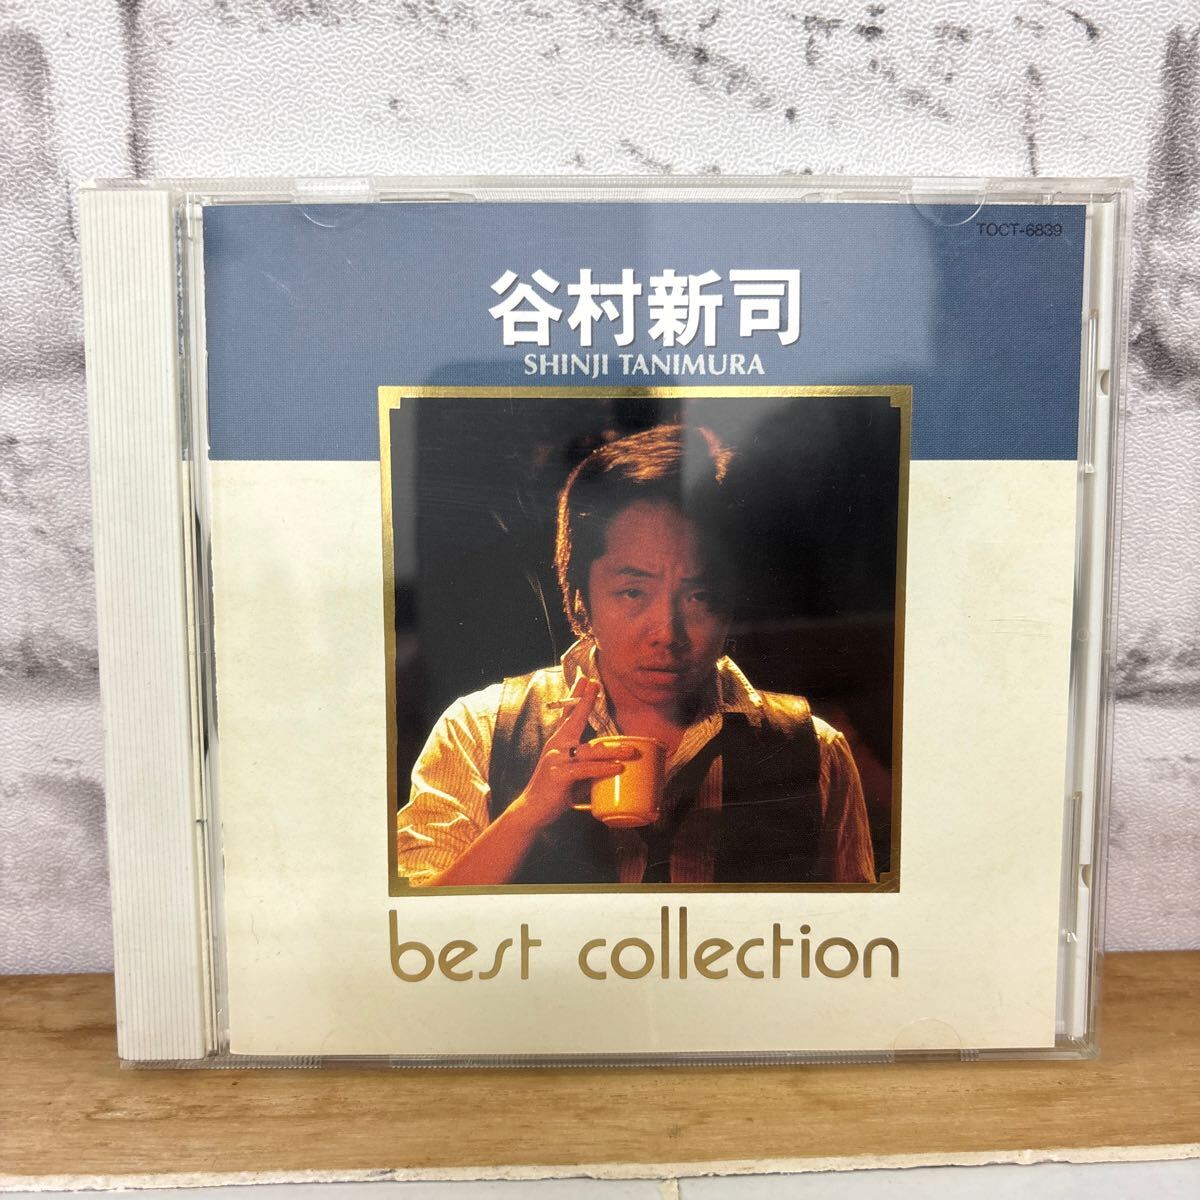 TOCT-6839
谷村新司
SHINJI TANIMURA
best collection